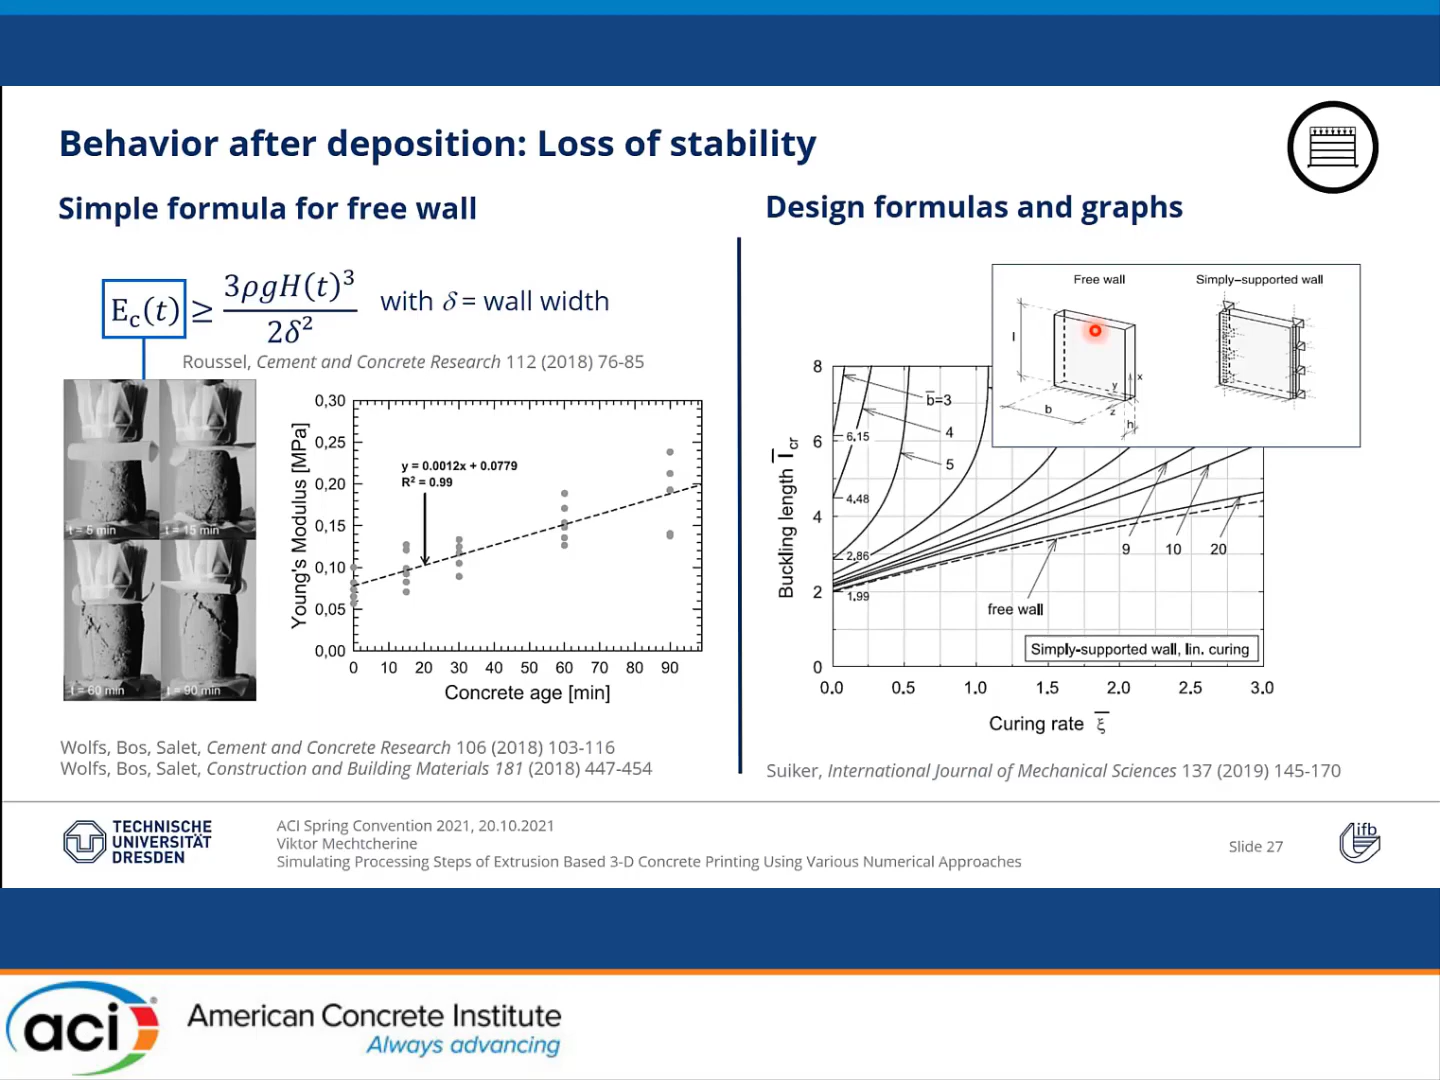 Behavior after deposition: Loss of stability
Simple formula for free wall
E_c(t) ≥ 3ρgH(t)³ / 2δ² with δ = wall width
Roussel, Cement and Concrete Research 112 (2018) 76-85
t = 5 min
t = 15 min
t = 60 min
t = 90 min
Young's Modulus [MPa]
0,30
0,25
0,20
0,15
0,10
0,05
0,00
y = 0.0012x + 0.0779
R² = 0.99
0 10 20 30 40 50 60 70 80 90
Concrete age [min]
Wolfs, Bos, Salet, Cement and Concrete Research 106 (2018) 103-116
Wolfs, Bos, Salet, Construction and Building Materials 181 (2018) 447-454
Design formulas and graphs
Free wall
Simply-supported wall
l
b
h
x
y
z
Buckling length l̅cr
8
6
4
2
0
b̅=3
4
5
6,15
4,48
2,86
1,99
9 10 20
free wall
Simply-supported wall, lin. curing
0.0 0.5 1.0 1.5 2.0 2.5 3.0
Curing rate ξ̅
Suiker, International Journal of Mechanical Sciences 137 (2019) 145-170
TECHNISCHE
UNIVERSITÄT
DRESDEN
ACI Spring Convention 2021, 20.10.2021
Viktor Mechtcherine
Simulating Processing Steps of Extrusion Based 3-D Concrete Printing Using Various Numerical Approaches
Slide 27
ifb
aci
American Concrete Institute
Always advancing